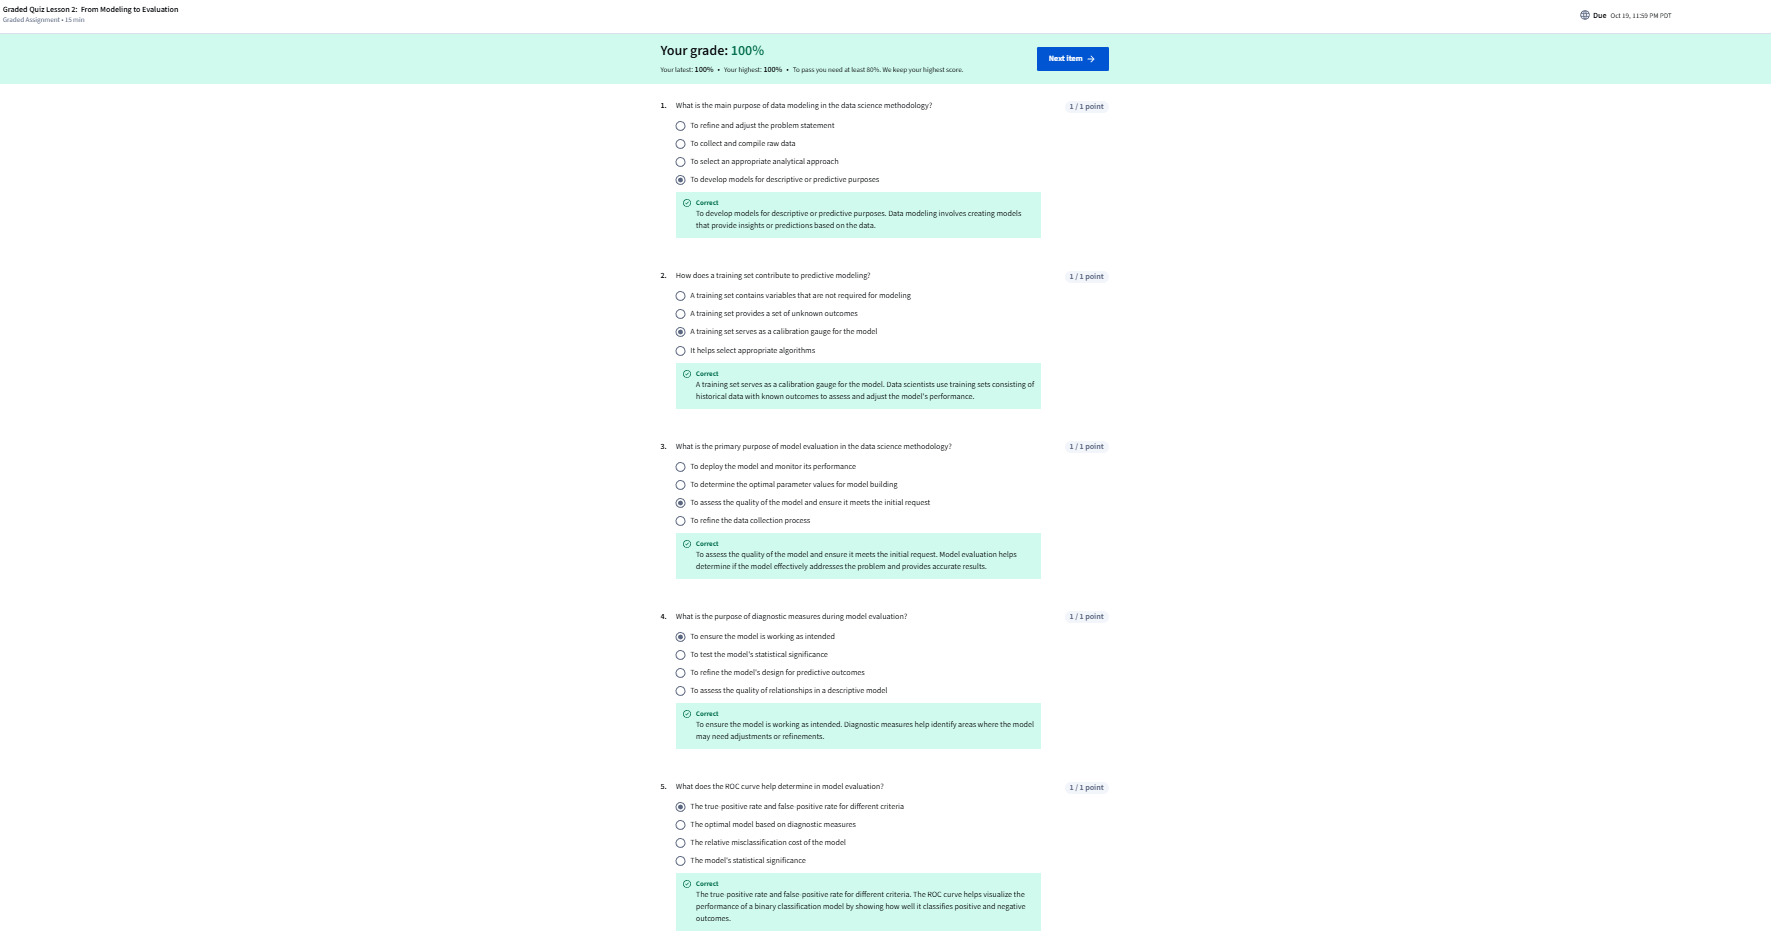 Graded Quiz Lesson 2: From Modeling to Evaluation
Graded Assignment • 15 min
Due Oct 19, 11:59 PM PDT
Your grade: 100%
Your latest: 100% • Your highest: 100% • To pass you need at least 80%. We keep your highest score.
Next item →
1. What is the main purpose of data modeling in the data science methodology?
1 / 1 point
To refine and adjust the problem statement
To collect and compile raw data
To select an appropriate analytical approach
To develop models for descriptive or predictive purposes
Correct
To develop models for descriptive or predictive purposes. Data modeling involves creating models
that provide insights or predictions based on the data.
2. How does a training set contribute to predictive modeling?
1 / 1 point
A training set contains variables that are not required for modeling
A training set provides a set of unknown outcomes
A training set serves as a calibration gauge for the model
It helps select appropriate algorithms
Correct
A training set serves as a calibration gauge for the model. Data scientists use training sets consisting of
historical data with known outcomes to assess and adjust the model's performance.
3. What is the primary purpose of model evaluation in the data science methodology?
1 / 1 point
To deploy the model and monitor its performance
To determine the optimal parameter values for model building
To assess the quality of the model and ensure it meets the initial request
To refine the data collection process
Correct
To assess the quality of the model and ensure it meets the initial request. Model evaluation helps
determine if the model effectively addresses the problem and provides accurate results.
4. What is the purpose of diagnostic measures during model evaluation?
1 / 1 point
To ensure the model is working as intended
To test the model's statistical significance
To refine the model's design for predictive outcomes
To assess the quality of relationships in a descriptive model
Correct
To ensure the model is working as intended. Diagnostic measures help identify areas where the model
may need adjustments or refinements.
5. What does the ROC curve help determine in model evaluation?
1 / 1 point
The true-positive rate and false-positive rate for different criteria
The optimal model based on diagnostic measures
The relative misclassification cost of the model
The model's statistical significance
Correct
The true-positive rate and false-positive rate for different criteria. The ROC curve helps visualize the
performance of a binary classification model by showing how well it classifies positive and negative
outcomes.